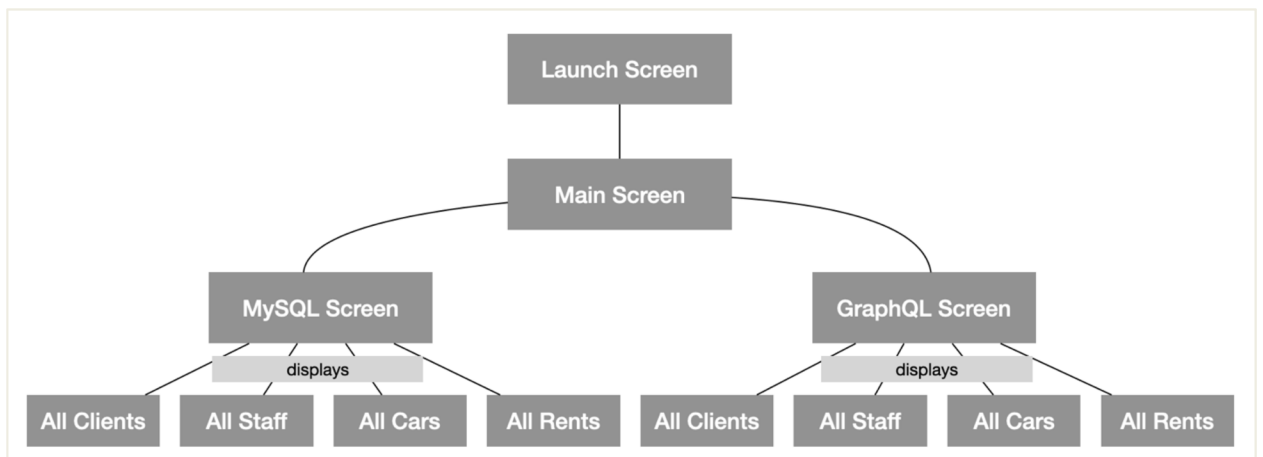 Launch Screen
Main Screen
MySQL Screen
GraphQL Screen
displays
displays
All Clients
All Staff
All Cars
All Rents
All Clients
All Staff
All Cars
All Rents